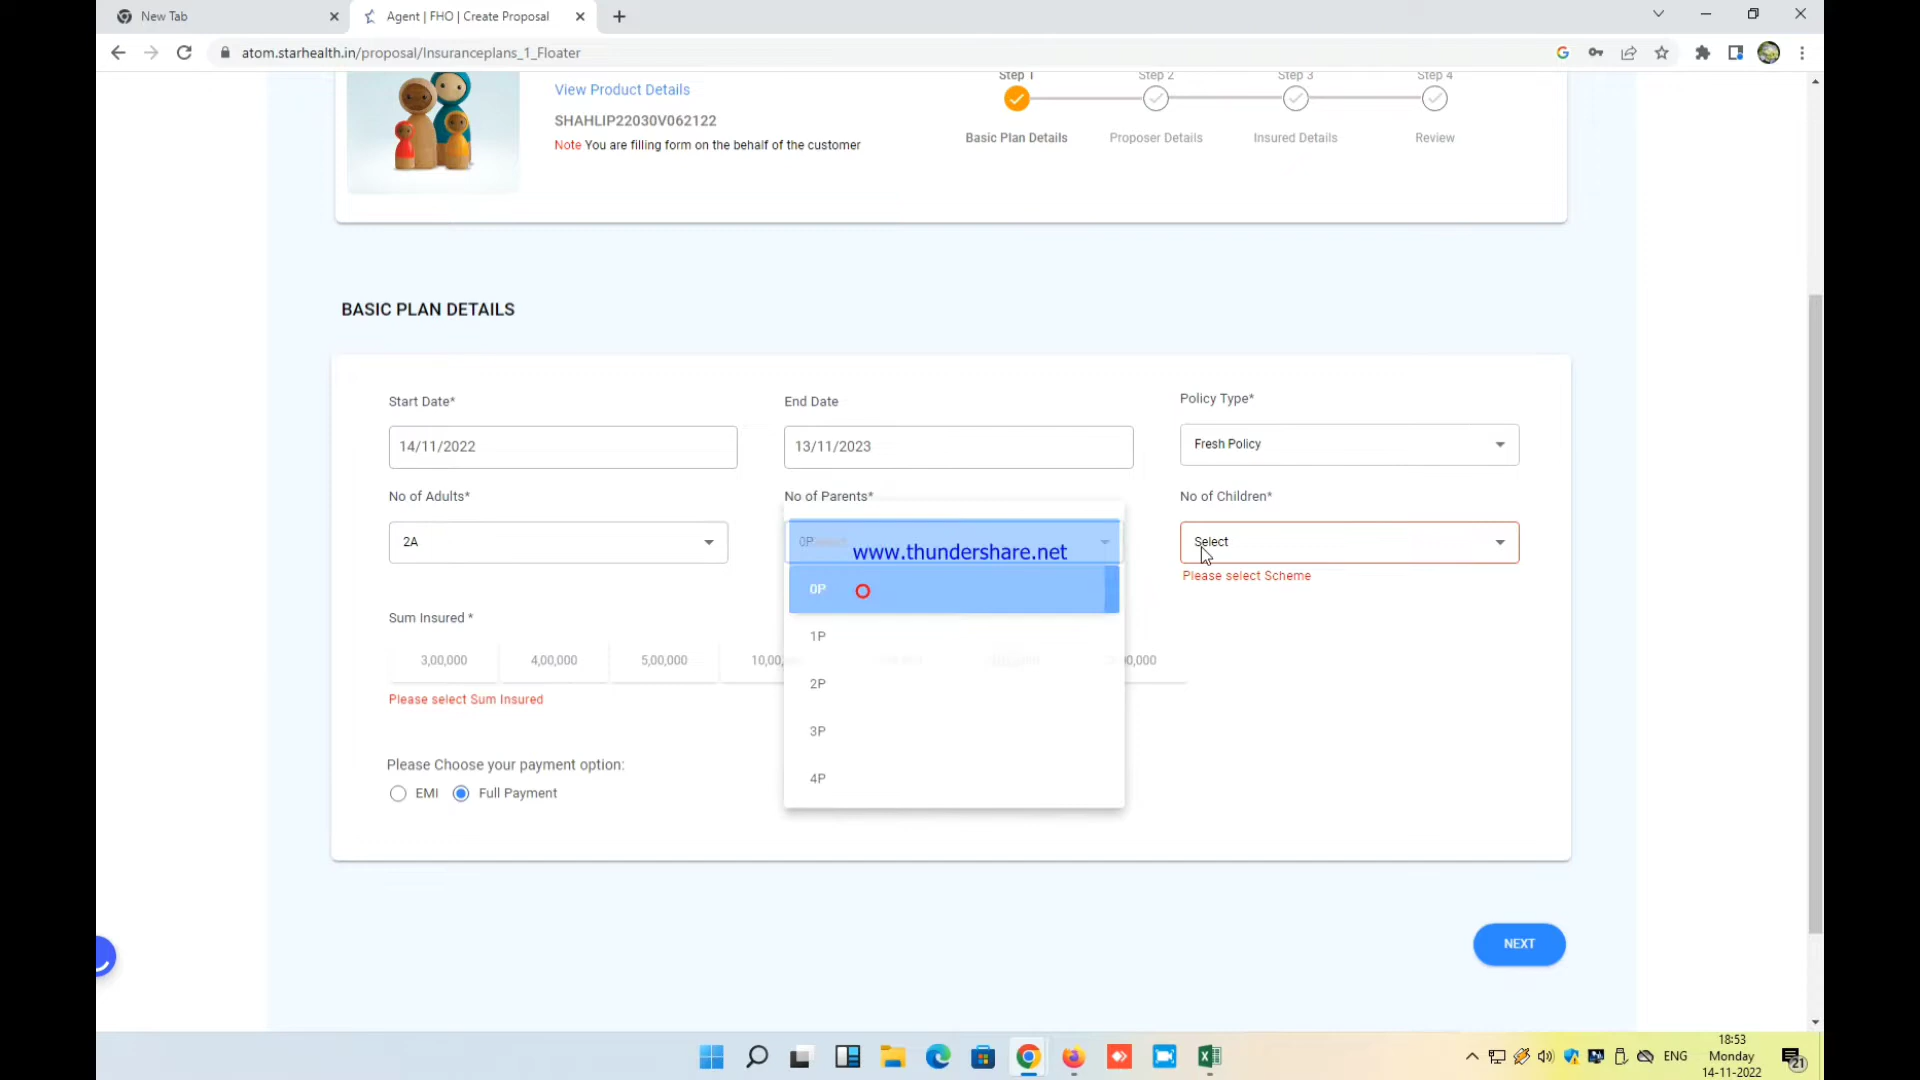 New Tab
Agent | FHO | Create Proposal
atom.starhealth.in/proposal/Insuranceplans_1_Floater
View Product Details
SHAHLIP22030V062122
Note You are filling form on the behalf of the customer
Step 1
Step 2
Step 3
Step 4
Basic Plan Details
Proposer Details
Insured Details
Review
BASIC PLAN DETAILS
Start Date*
End Date
Policy Type*
14/11/2022
13/11/2023
Fresh Policy
No of Adults*
No of Parents*
No of Children*
2A
0P
www.thundershare.net
Select
Please select Scheme
0P
1P
2P
3P
4P
Sum Insured *
3,00,000
4,00,000
5,00,000
10,00,
00,000
Please select Sum Insured
Please Choose your payment option:
EMI
Full Payment
NEXT
ENG
18:53
Monday
14-11-2022
21